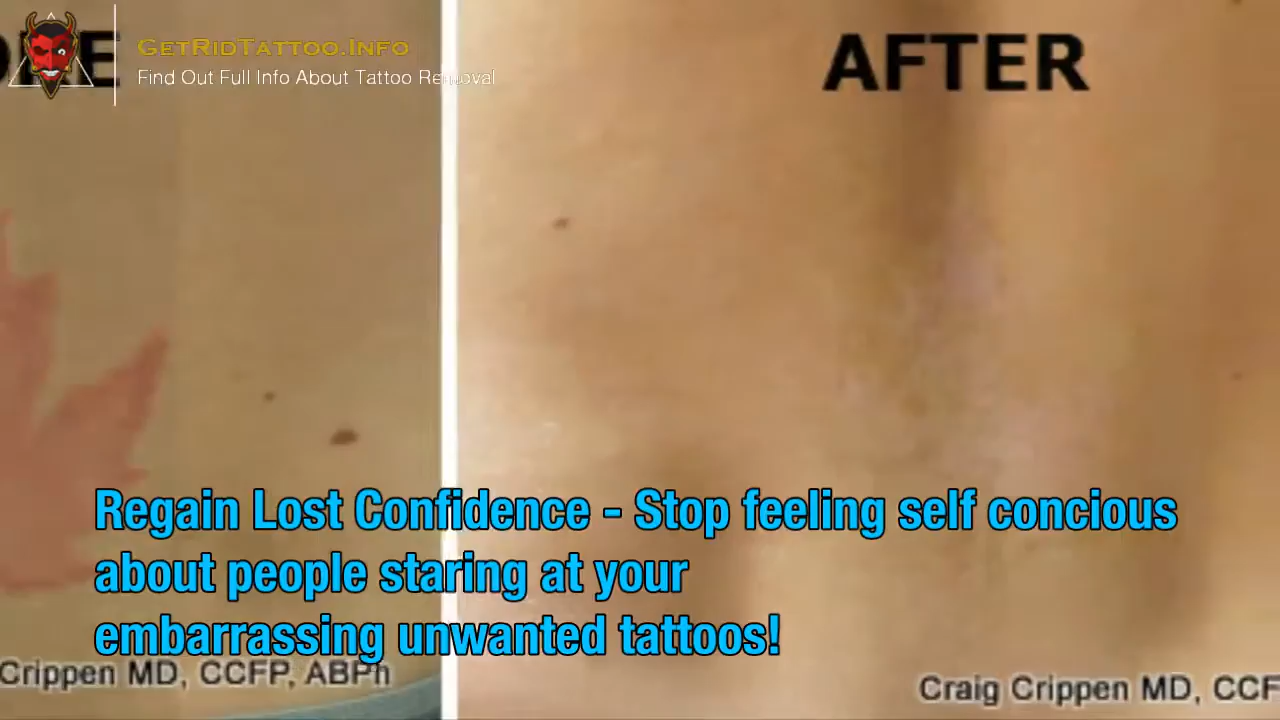 GetRidTattoo.Info
AFTER
Find Out Full Info About Tattoo Removal
Regain Lost Confidence - Stop feeling self concious
about people staring at your
embarrassing unwanted tattoos!
Crippen MD, CCFP, ABPh
Craig Crippen MD, CCF